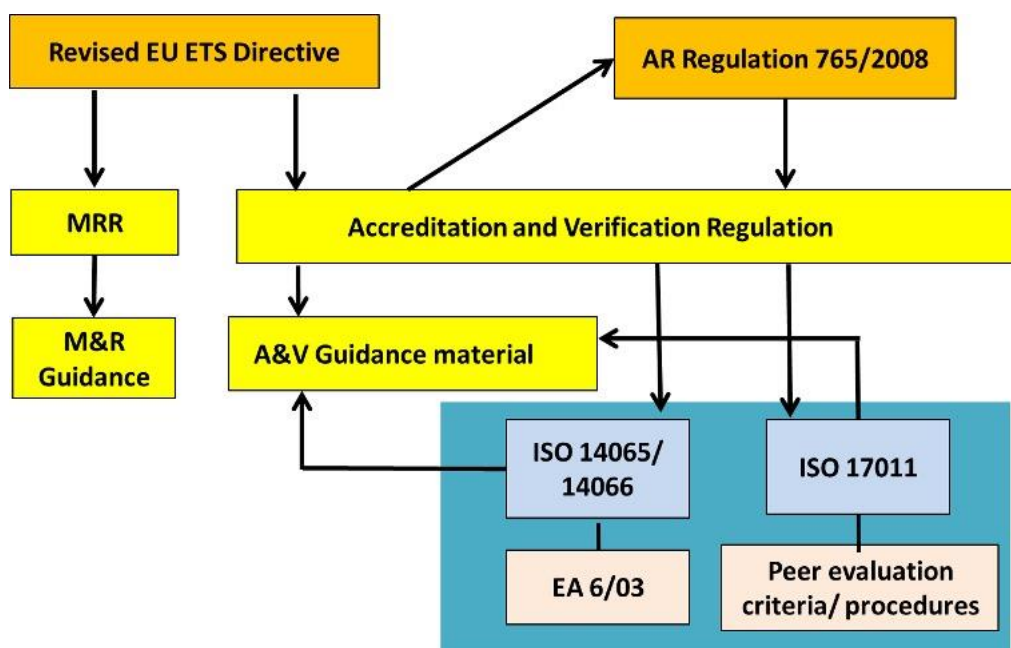 Revised EU ETS Directive
AR Regulation 765/2008
MRR
Accreditation and Verification Regulation
M&R
Guidance
A&V Guidance material
ISO 14065/
14066
ISO 17011
EA 6/03
Peer evaluation
criteria/ procedures